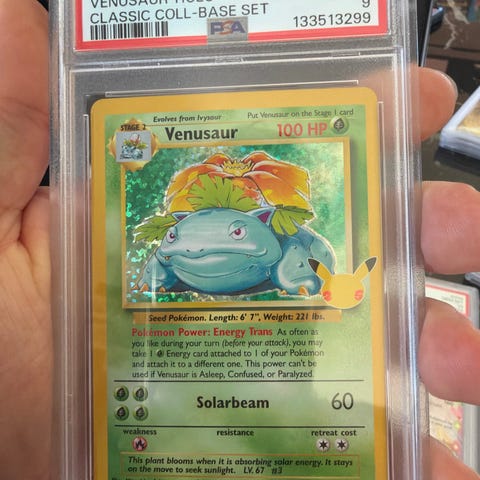 VENUSAUR-HOLO 9
CLASSIC COLL-BASE SET
PSA 133513299
Evolves from Ivysaur Put Venusaur on the Stage 1 card
STAGE 2
Venusaur 100 HP
Seed Pokémon. Length: 6' 7", Weight: 221 lbs.
Pokémon Power: Energy Trans As often as
you like during your turn (before your attack), you may
take 1 Energy card attached to 1 of your Pokémon
and attach it to a different one. This power can't be
used if Venusaur is Asleep, Confused, or Paralyzed.
Solarbeam 60
weakness resistance retreat cost
This plant blooms when it is absorbing solar energy. It stays
on the move to seek sunlight. LV. 67 #3